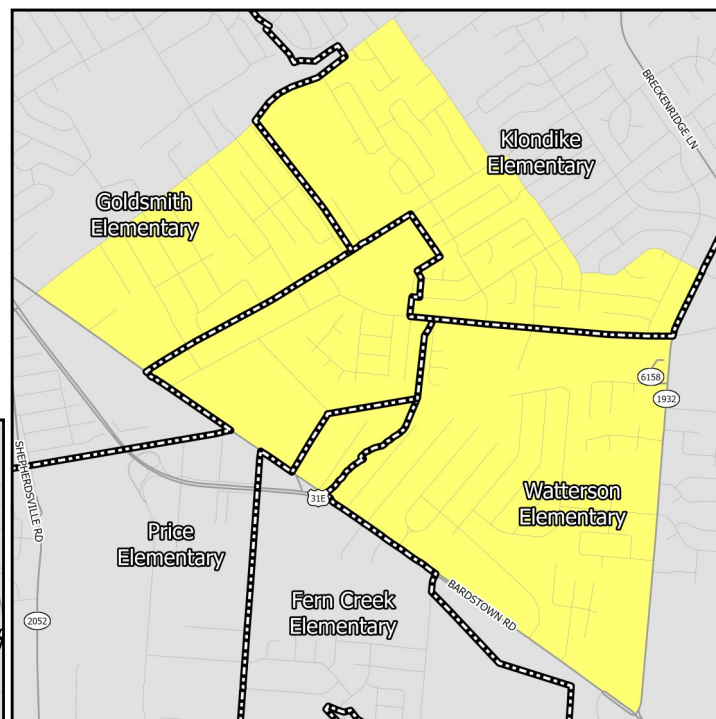 BRECKENRIDGE LN
Klondike
Elementary
Goldsmith
Elementary
6158
1932
SHEPHERDSVILLE RD
31E
Watterson
Elementary
Price
Elementary
Fern Creek
Elementary
BARDSTOWN RD
2052